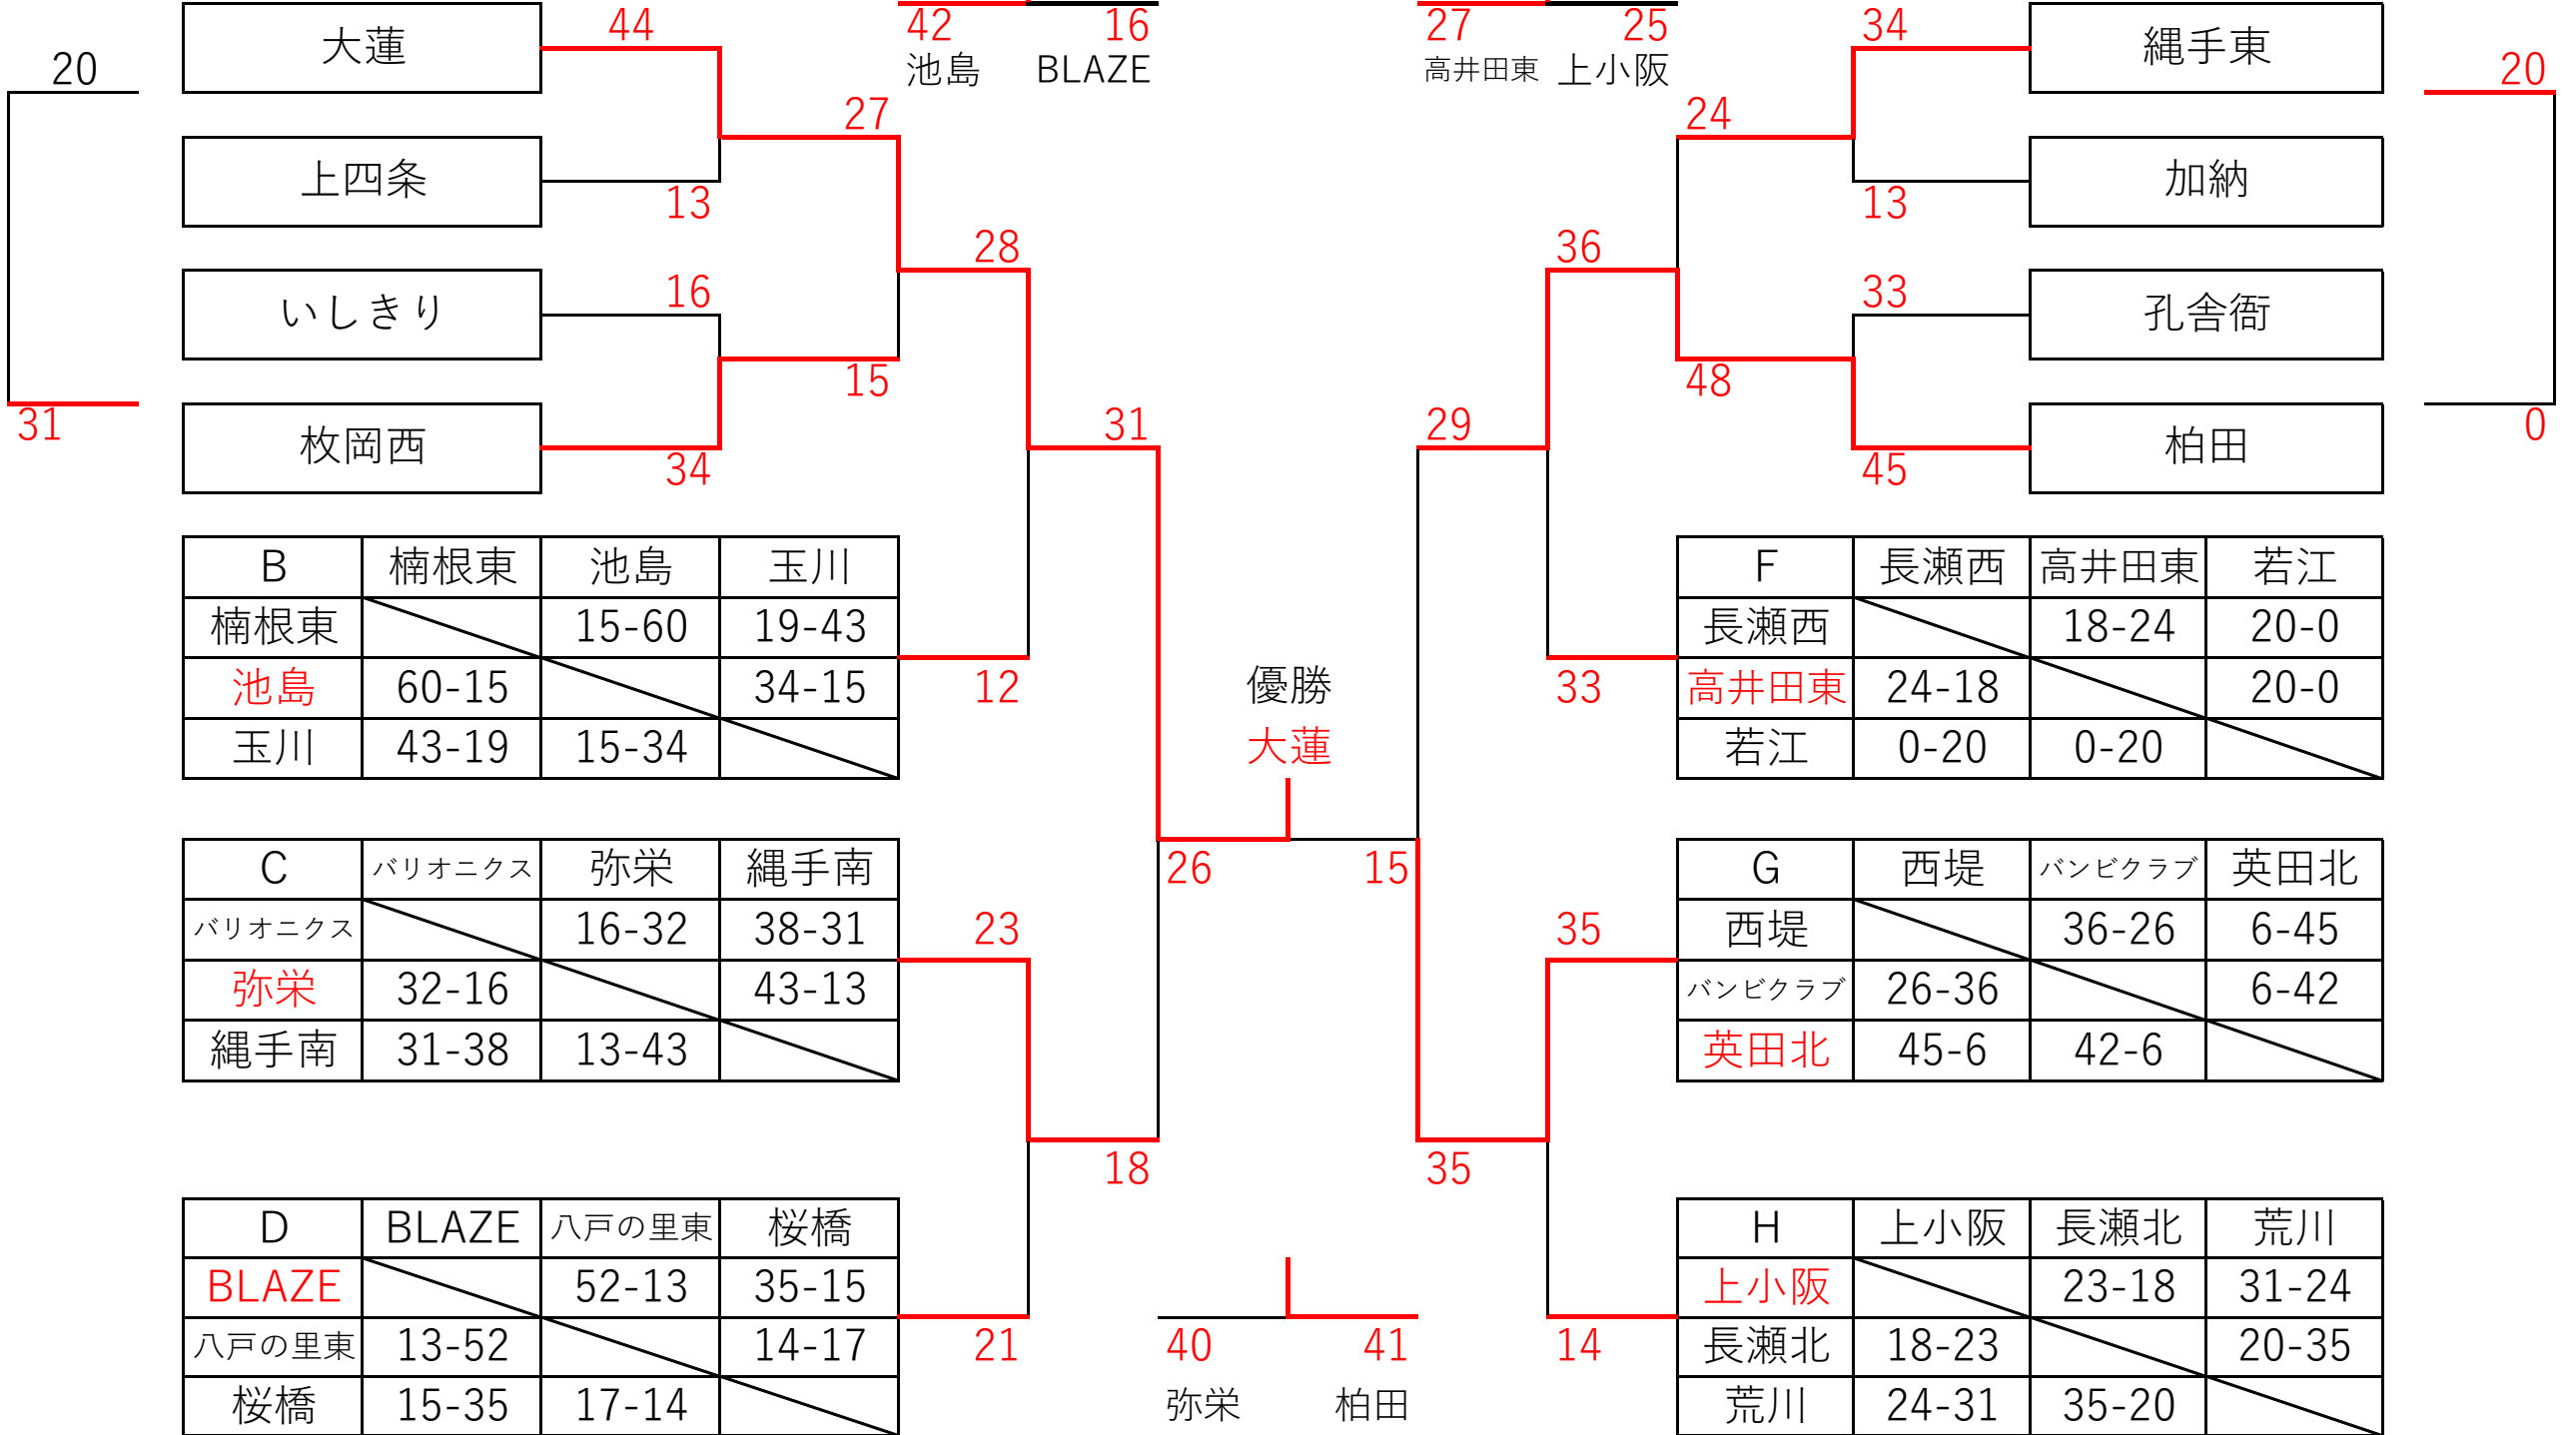 44 42 16 27 25 34
大蓮 縄手東
20 池島 BLAZE 高井田東 上小阪 20
27 24
上四条 加納
13 13
28 36
16 33
いしきり 孔舎衙
15 48
31 31 29 0
枚岡西 柏田
34 45
B 楠根東 池島 玉川
楠根東 15-60 19-43
池島 60-15 34-15
玉川 43-19 15-34
12
優勝
大蓮
33
F 長瀬西 高井田東 若江
長瀬西 18-24 20-0
高井田東 24-18 20-0
若江 0-20 0-20
26 15
C バリオニクス 弥栄 縄手南
バリオニクス 16-32 38-31
弥栄 32-16 43-13
縄手南 31-38 13-43
23 35
G 西堤 バンビクラブ 英田北
西堤 36-26 6-45
バンビクラブ 26-36 6-42
英田北 45-6 42-6
18 35
D BLAZE 八戸の里東 桜橋
BLAZE 52-13 35-15
八戸の里東 13-52 14-17
桜橋 15-35 17-14
21 40 41 14
弥栄 柏田
H 上小阪 長瀬北 荒川
上小阪 23-18 31-24
長瀬北 18-23 20-35
荒川 24-31 35-20